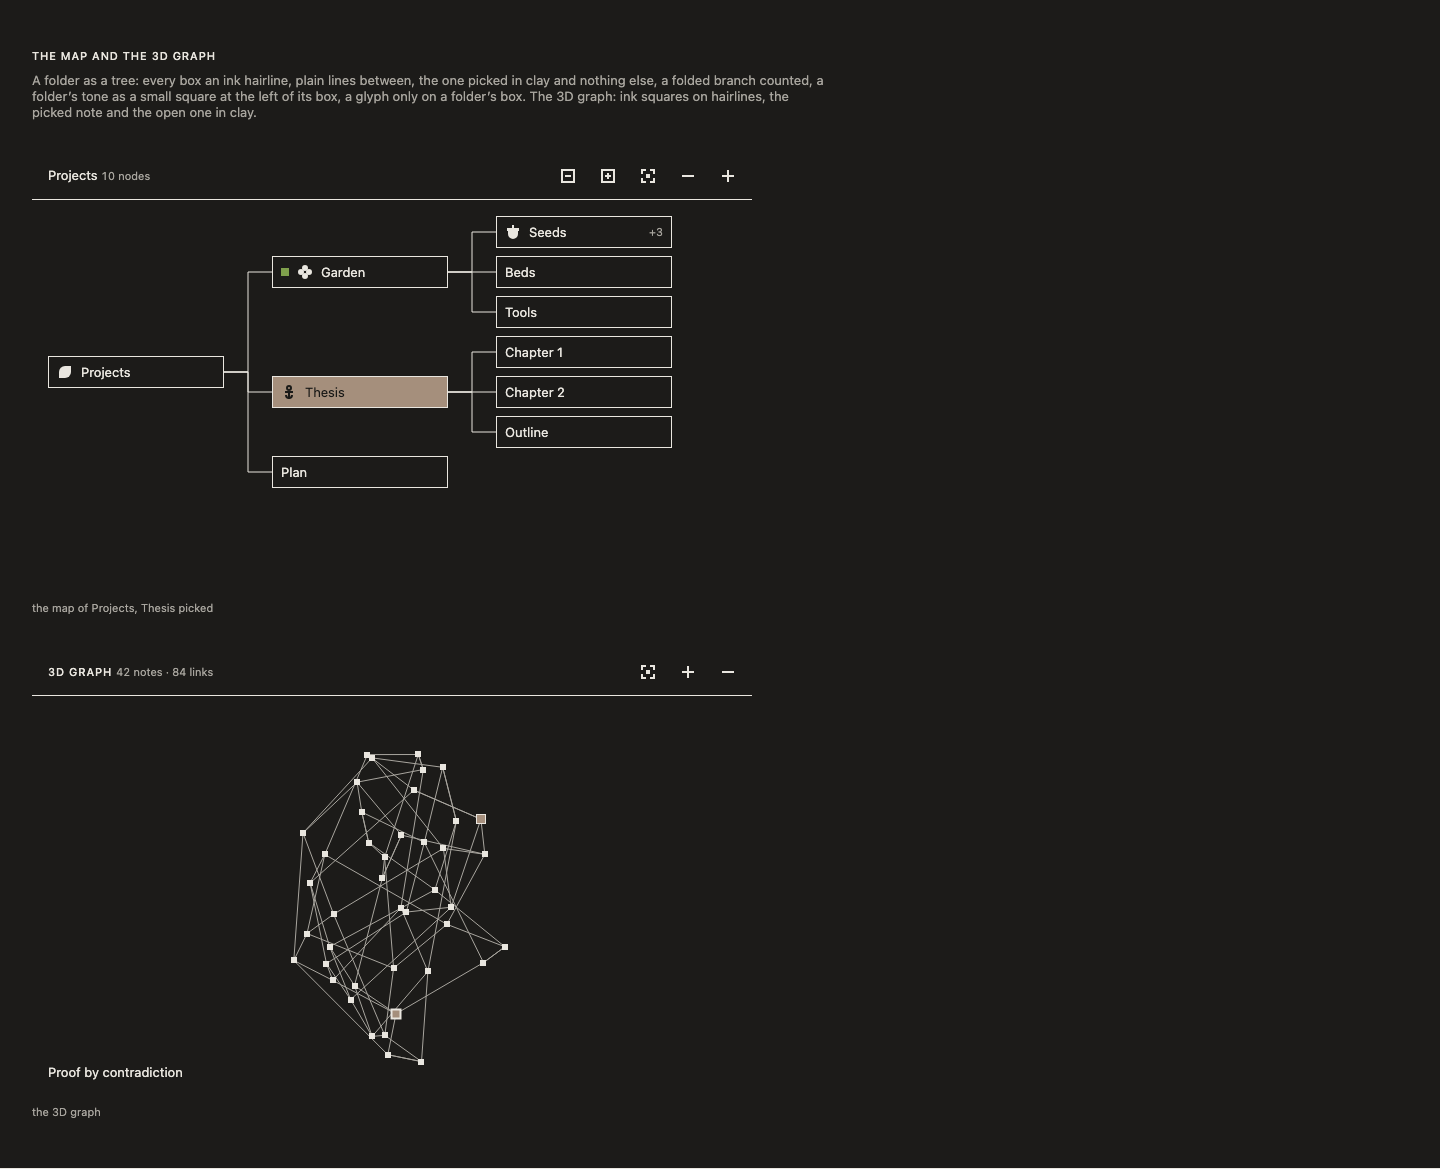 THE MAP AND THE 3D GRAPH
A folder as a tree: every box an ink hairline, plain lines between, the one picked in clay and nothing else, a folded branch counted, a
folder's tone as a small square at the left of its box, a glyph only on a folder's box. The 3D graph: ink squares on hairlines, the
picked note and the open one in clay.
Projects 10 nodes
Seeds +3
Garden
Beds
Tools
Chapter 1
Projects
Thesis
Chapter 2
Outline
Plan
the map of Projects, Thesis picked
3D GRAPH 42 notes · 84 links
Proof by contradiction
the 3D graph